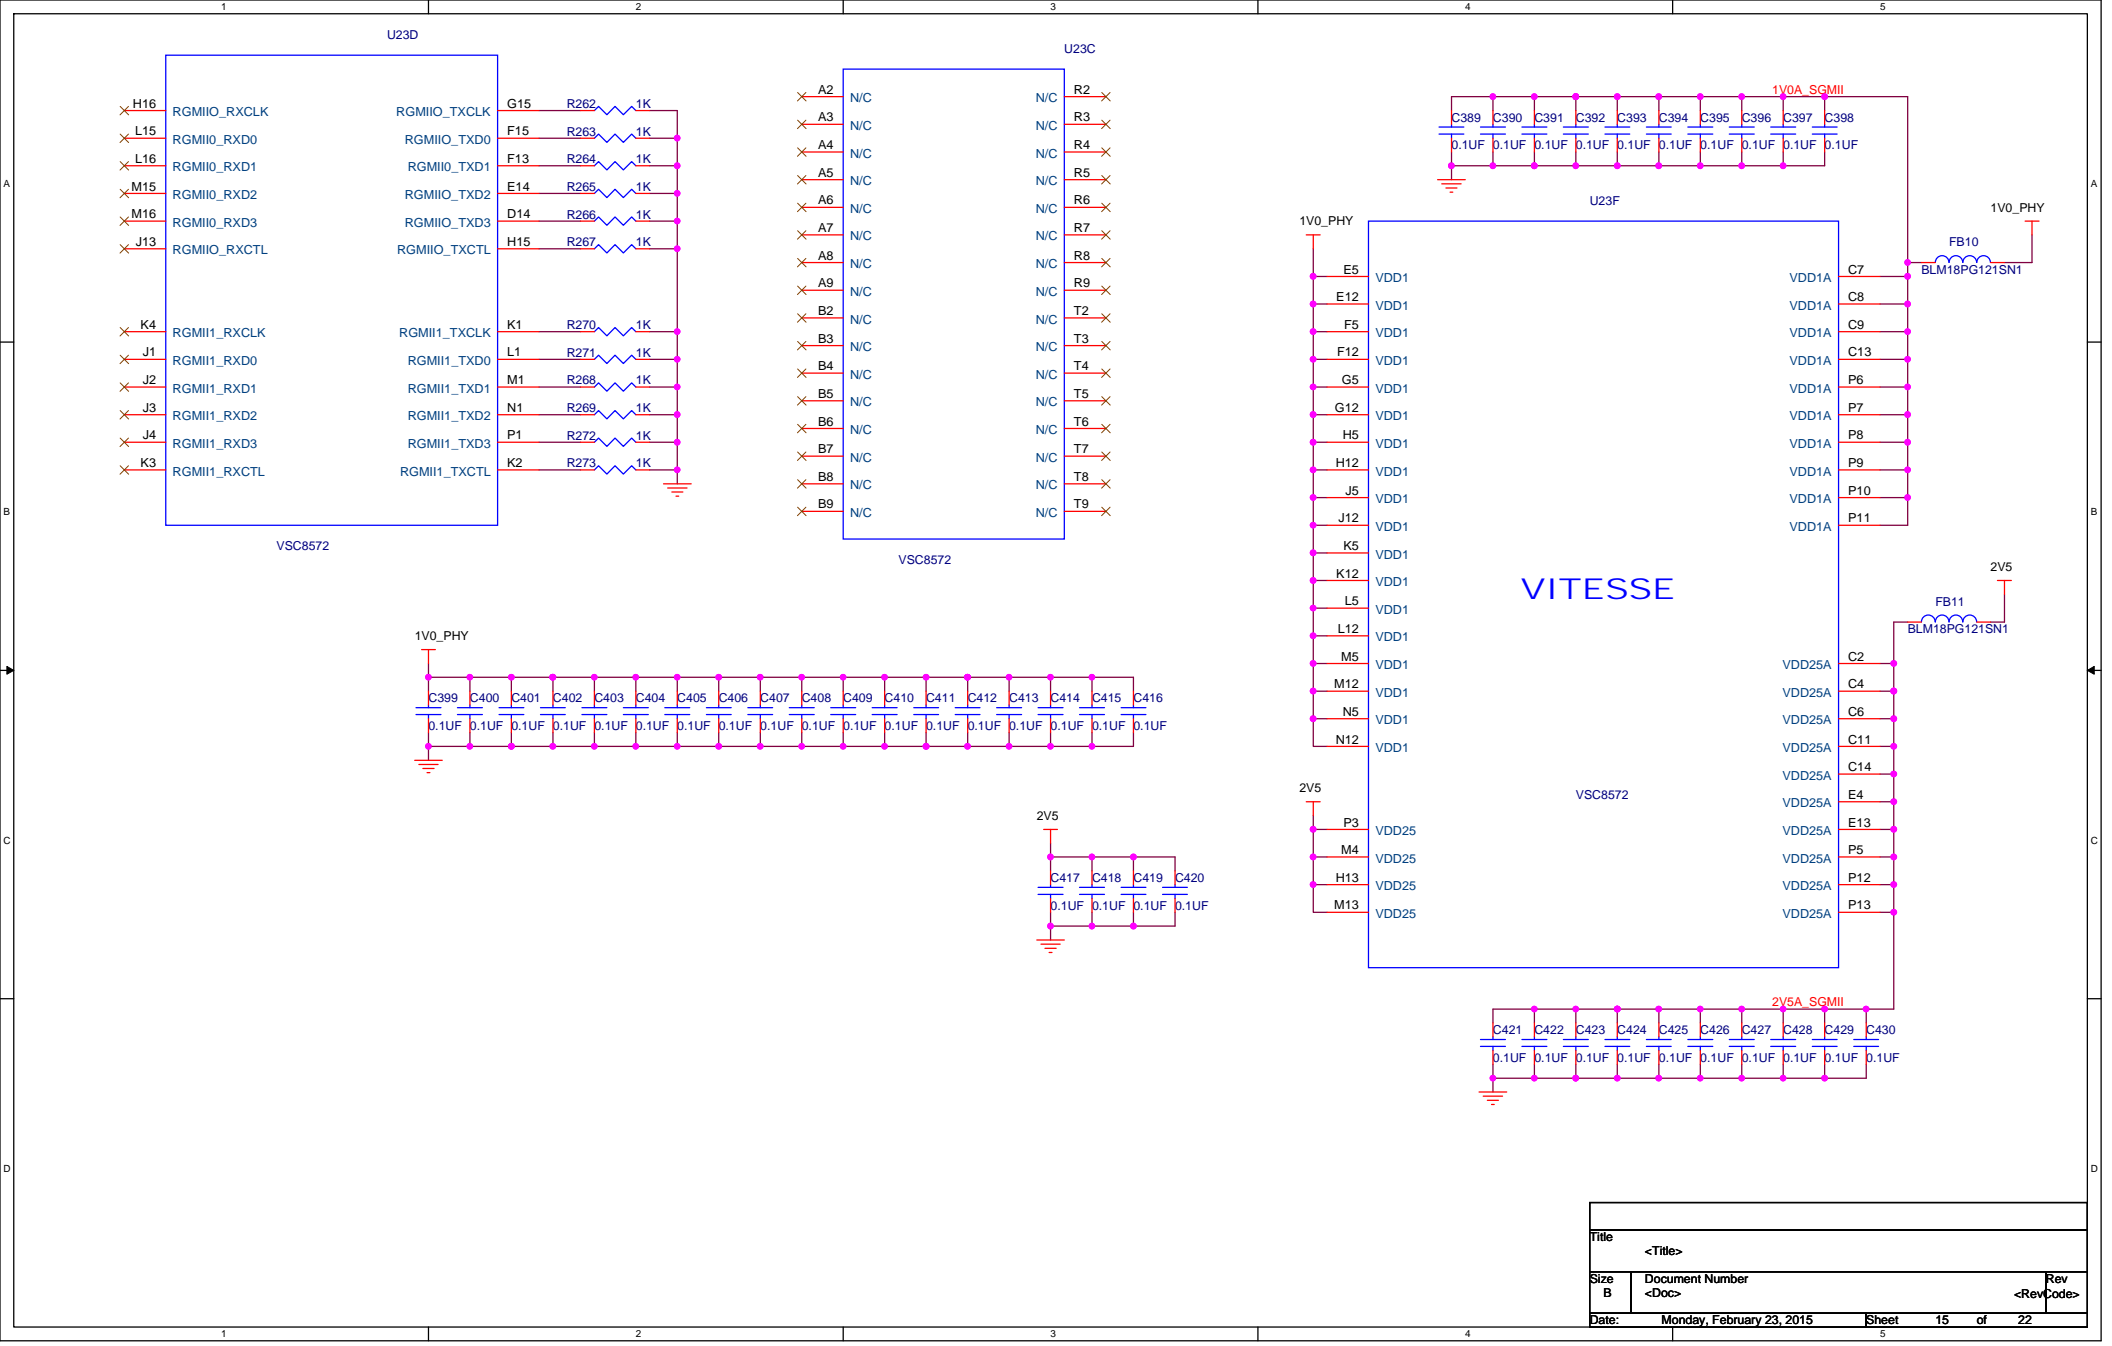 1 2 3 4 5
U23D
H16 RGMIIO_RXCLK RGMIIO_TXCLK G15 R262 1K
L15 RGMII0_RXD0 RGMIIO_TXD0 F15 R263 1K
L16 RGMII0_RXD1 RGMII0_TXD1 F13 R264 1K
M15 RGMII0_RXD2 RGMIIO_TXD2 E14 R265 1K
M16 RGMII0_RXD3 RGMIIO_TXD3 D14 R266 1K
J13 RGMIIO_RXCTL RGMIIO_TXCTL H15 R267 1K
K4 RGMII1_RXCLK RGMII1_TXCLK K1 R270 1K
J1 RGMII1_RXD0 RGMII1_TXD0 L1 R271 1K
J2 RGMII1_RXD1 RGMII1_TXD1 M1 R268 1K
J3 RGMII1_RXD2 RGMII1_TXD2 N1 R269 1K
J4 RGMII1_RXD3 RGMII1_TXD3 P1 R272 1K
K3 RGMII1_RXCTL RGMII1_TXCTL K2 R273 1K
VSC8572
U23C
A2 N/C N/C R2
A3 N/C N/C R3
A4 N/C N/C R4
A5 N/C N/C R5
A6 N/C N/C R6
A7 N/C N/C R7
A8 N/C N/C R8
A9 N/C N/C R9
B2 N/C N/C T2
B3 N/C N/C T3
B4 N/C N/C T4
B5 N/C N/C T5
B6 N/C N/C T6
B7 N/C N/C T7
B8 N/C N/C T8
B9 N/C N/C T9
VSC8572
1V0A_SGMII
C389 C390 C391 C392 C393 C394 C395 C396 C397 C398
0.1UF 0.1UF 0.1UF 0.1UF 0.1UF 0.1UF 0.1UF 0.1UF 0.1UF 0.1UF
A A
U23F
1V0_PHY
1V0_PHY
FB10
BLM18PG121SN1
E5 VDD1 VDD1A C7
E12 VDD1 VDD1A C8
F5 VDD1 VDD1A C9
F12 VDD1 VDD1A C13
G5 VDD1 VDD1A P6
G12 VDD1 VDD1A P7
H5 VDD1 VDD1A P8
H12 VDD1 VDD1A P9
J5 VDD1 VDD1A P10
J12 VDD1 VDD1A P11
K5 VDD1
K12 VDD1
L5 VDD1
L12 VDD1
M5 VDD1
M12 VDD1
N5 VDD1
N12 VDD1
B B
VITESSE
2V5
FB11
BLM18PG121SN1
VDD25A C2
VDD25A C4
VDD25A C6
VDD25A C11
VDD25A C14
VDD25A E4
VDD25A E13
VDD25A P5
VDD25A P12
VDD25A P13
VSC8572
2V5
P3 VDD25
M4 VDD25
H13 VDD25
M13 VDD25
1V0_PHY
C399 C400 C401 C402 C403 C404 C405 C406 C407 C408 C409 C410 C411 C412 C413 C414 C415 C416
0.1UF 0.1UF 0.1UF 0.1UF 0.1UF 0.1UF 0.1UF 0.1UF 0.1UF 0.1UF 0.1UF 0.1UF 0.1UF 0.1UF 0.1UF 0.1UF 0.1UF 0.1UF
2V5
C C
C417 C418 C419 C420
0.1UF 0.1UF 0.1UF 0.1UF
2V5A_SGMII
C421 C422 C423 C424 C425 C426 C427 C428 C429 C430
0.1UF 0.1UF 0.1UF 0.1UF 0.1UF 0.1UF 0.1UF 0.1UF 0.1UF 0.1UF
D D
Title
<Title>
Size Document Number Rev
B <Doc> <RevCode>
Date: Monday, February 23, 2015 Sheet 15 of 22
1 2 3 4 5